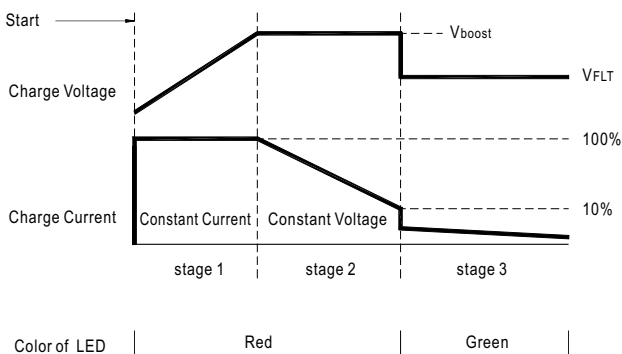 Start
Vboost
Charge Voltage
VFLT
100%
10%
Charge Current
Constant Current
Constant Voltage
stage 1
stage 2
stage 3
Color of LED
Red
Green